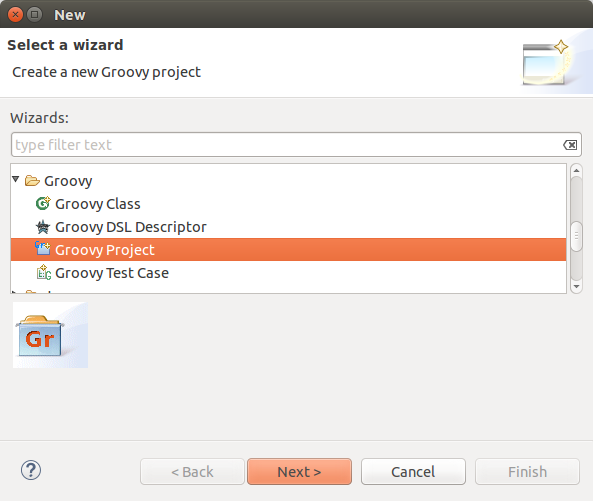 New
Select a wizard
Create a new Groovy project
Wizards:
type filter text
Groovy
Groovy Class
Groovy DSL Descriptor
Groovy Project
Groovy Test Case
Gr
?
< Back
Next >
Cancel
Finish